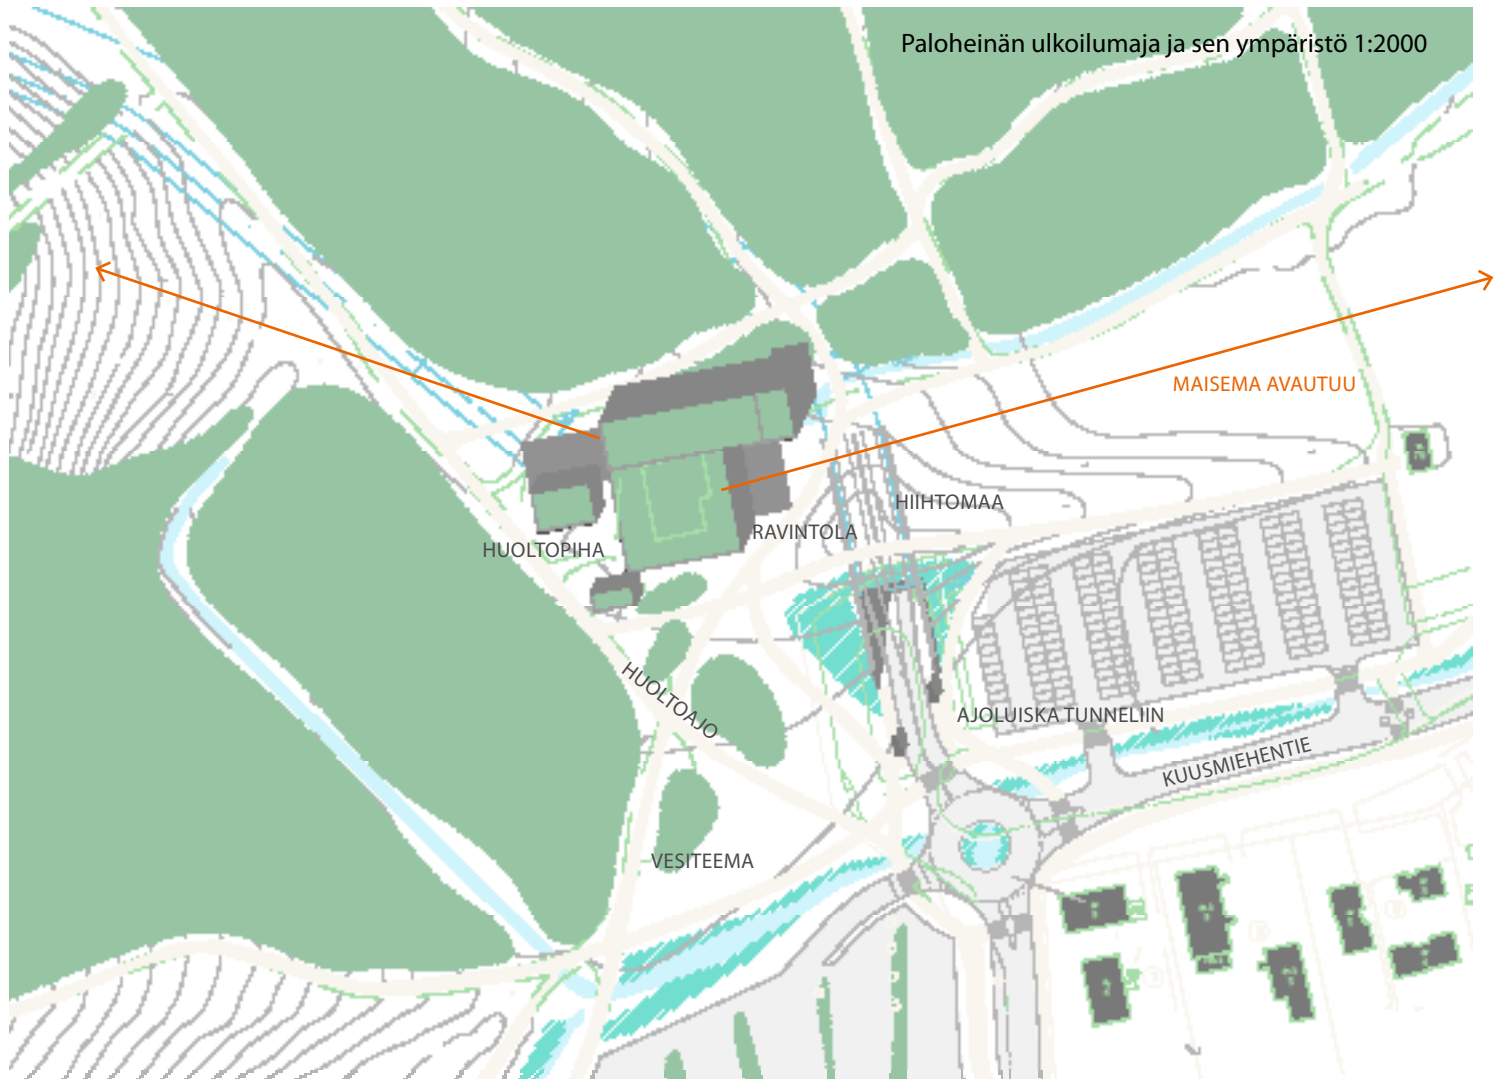 Paloheinän ulkoilumaja ja sen ympäristö 1:2000
MAISEMA AVAUTUU
HIIHTOMAA
RAVINTOLA
HUOLTOPIHA
HUOLTOAJO
AJOLUISKA TUNNELIIN
KUUSMIEHENTIE
VESITEEMA